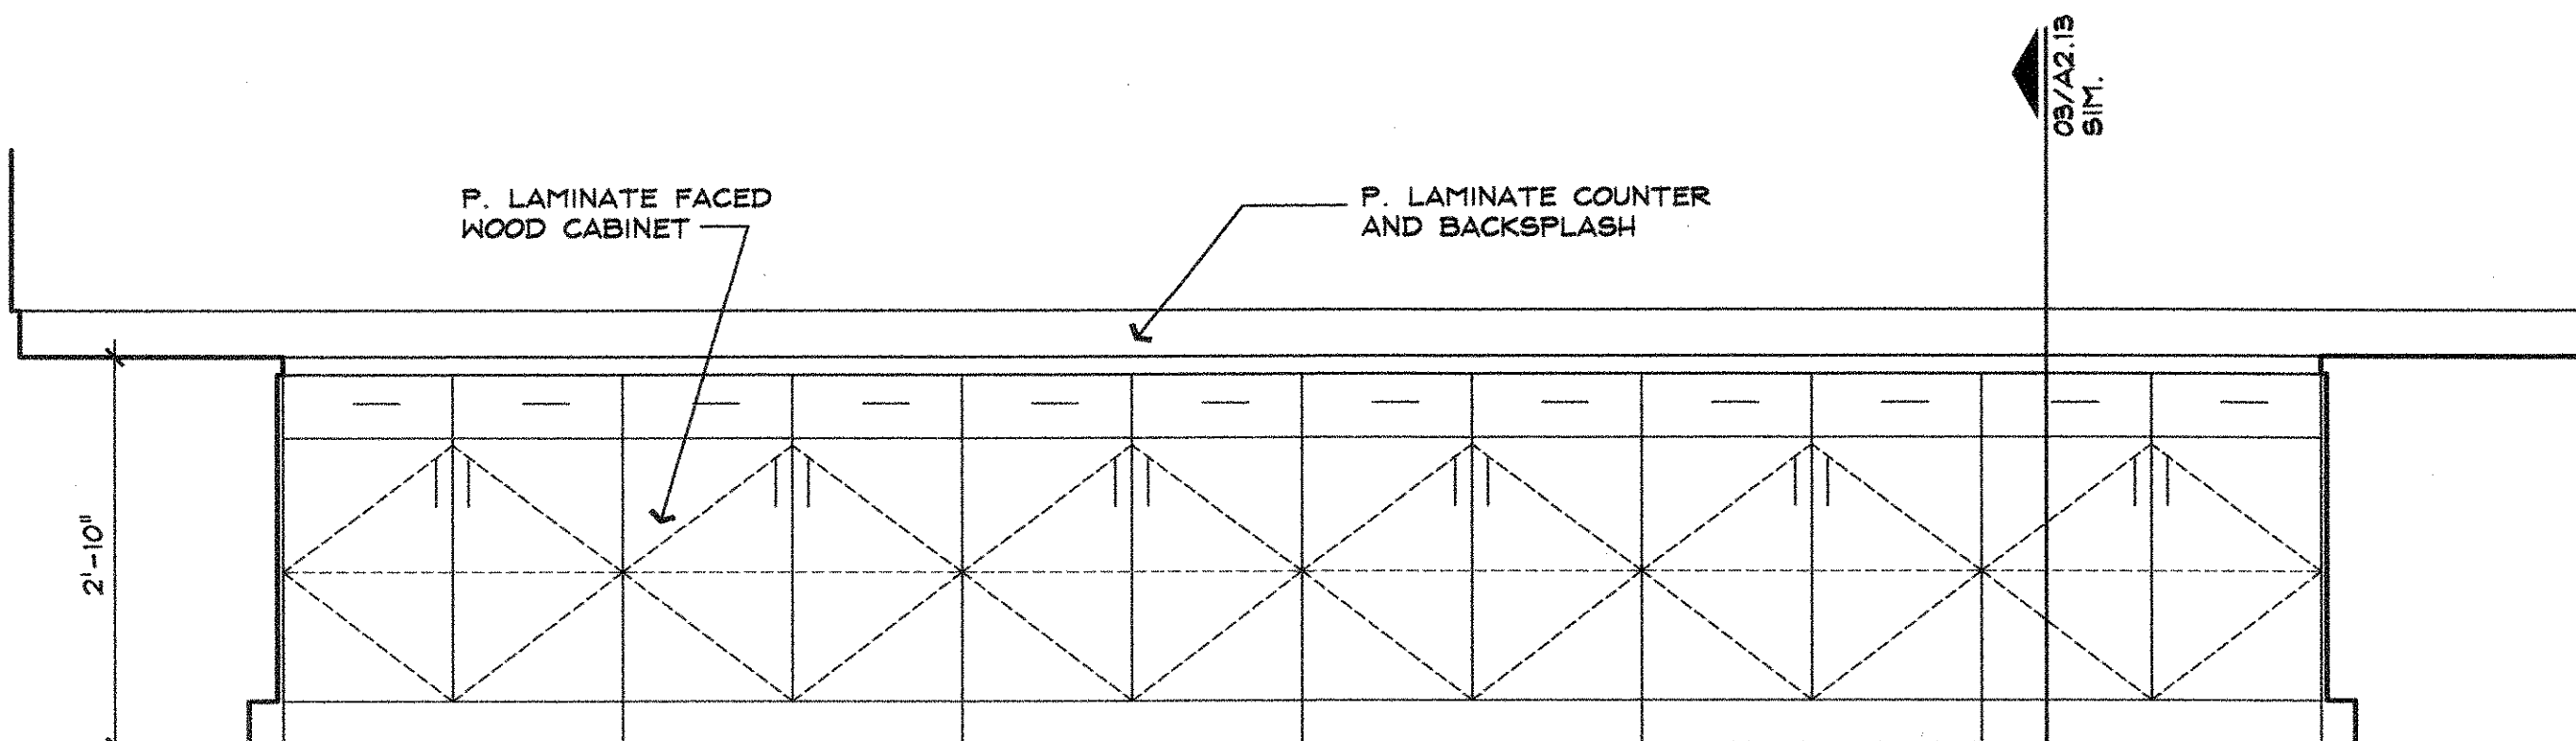 03/A2.13
SIM.
P. LAMINATE FACED
WOOD CABINET
P. LAMINATE COUNTER
AND BACKSPLASH
2'-10"